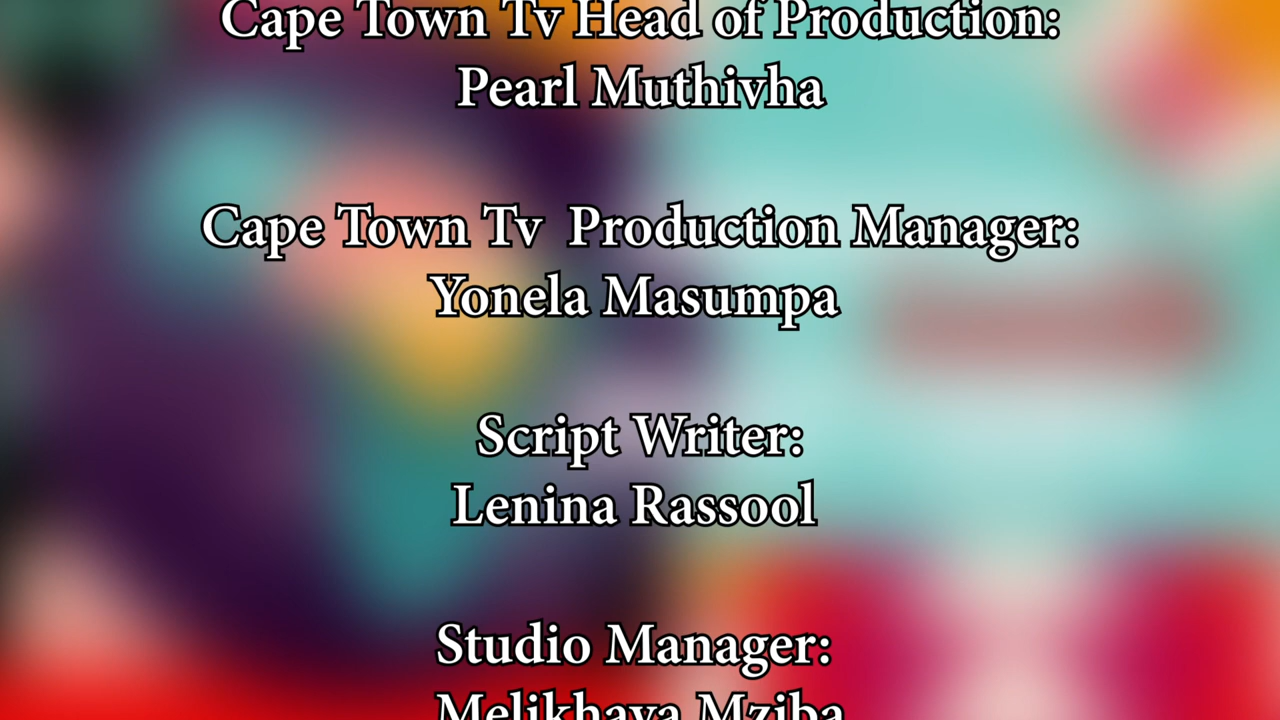 Cape Town Tv Head of Production:
Pearl Muthivha
Cape Town Tv  Production Manager:
Yonela Masumpa
Script Writer:
Lenina Rassool
Studio Manager:
Melikhaya Mziba